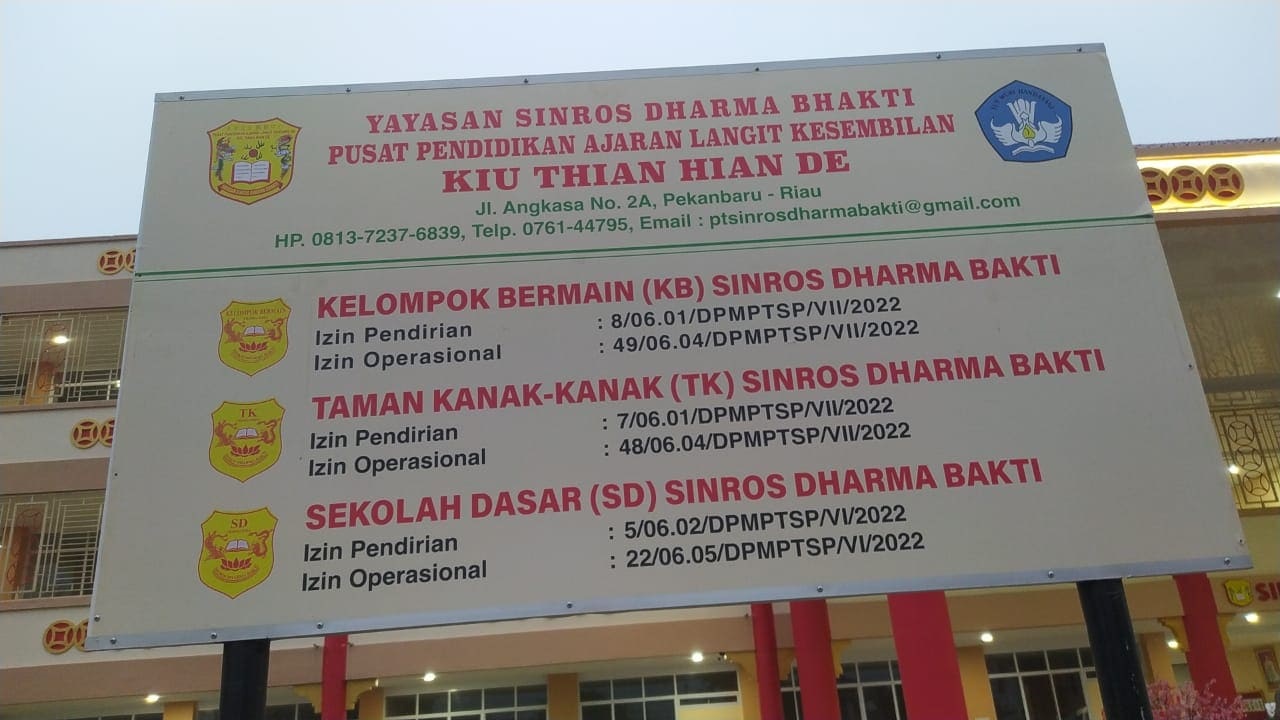 YAYASAN SINROS DHARMA BHAKTI
PUSAT PENDIDIKAN AJARAN LANGIT KESEMBILAN
KIU THIAN HIAN DE
Jl. Angkasa No. 2A, Pekanbaru - Riau
HP. 0813-7237-6839, Telp. 0761-44795, Email : ptsinrosdharmabakti@gmail.com
TUT WURI HANDAYANI
KELOMPOK BERMAIN (KB) SINROS DHARMA BAKTI
Izin Pendirian : 8/06.01/DPMPTSP/VII/2022
Izin Operasional : 49/06.04/DPMPTSP/VII/2022
KELOMPOK BERMAIN
TAMAN KANAK-KANAK (TK) SINROS DHARMA BAKTI
Izin Pendirian : 7/06.01/DPMPTSP/VII/2022
Izin Operasional : 48/06.04/DPMPTSP/VII/2022
TK
SEKOLAH DASAR (SD) SINROS DHARMA BAKTI
Izin Pendirian : 5/06.02/DPMPTSP/VI/2022
Izin Operasional : 22/06.05/DPMPTSP/VI/2022
SD